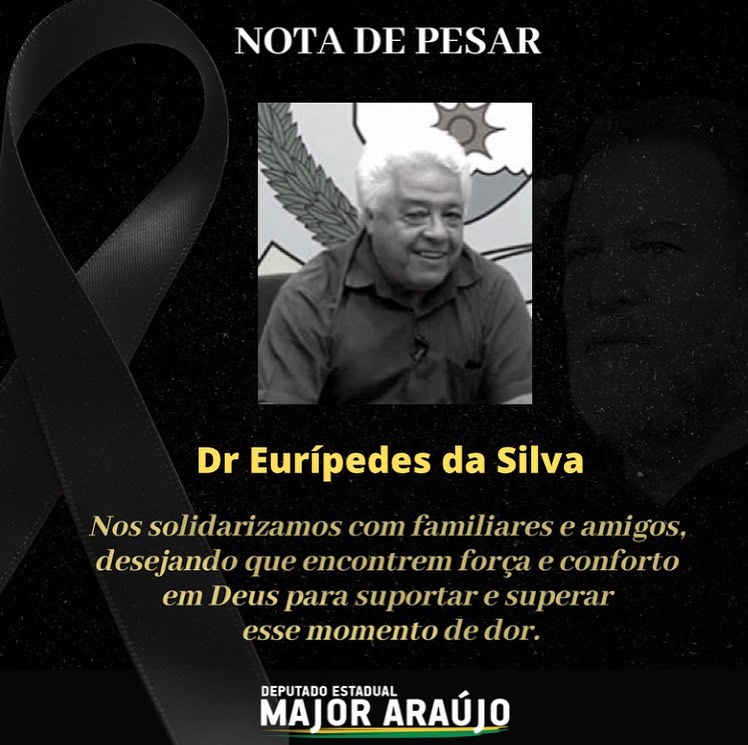 NOTA DE PESAR
Dr Eurípedes da Silva
Nos solidarizamos com familiares e amigos,
desejando que encontrem força e conforto
em Deus para suportar e superar
esse momento de dor.
DEPUTADO ESTADUAL
MAJOR ARAÚJO